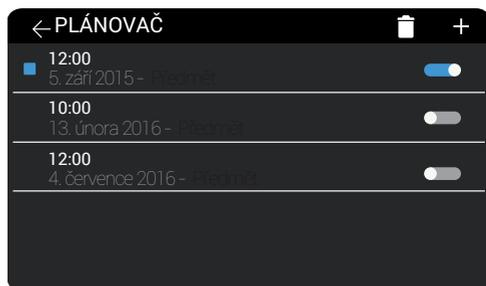 PLÁNOVAČ
12:00
5. září 2015 - Předmět
10:00
13. února 2016 - Předmět
12:00
4. července 2016 - Předmět